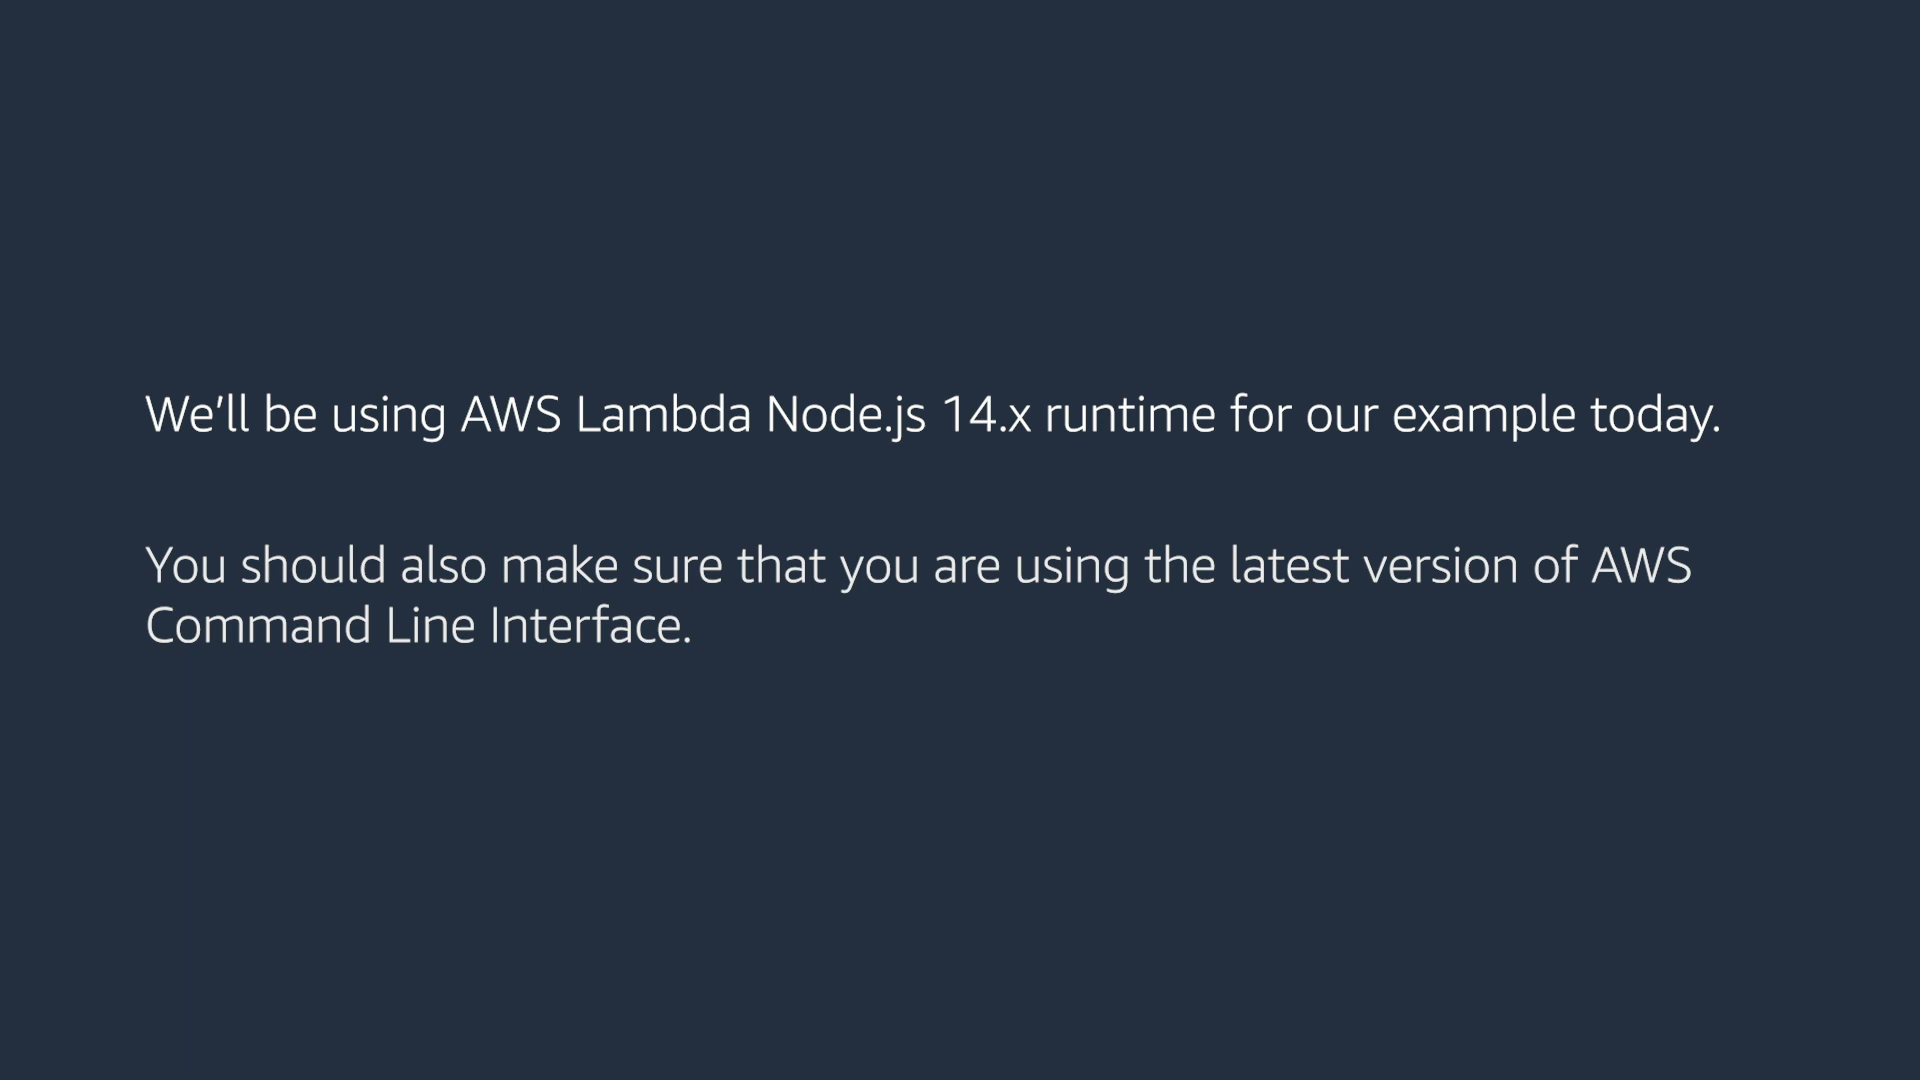 We’ll be using AWS Lambda Node.js 14.x runtime for our example today.
You should also make sure that you are using the latest version of AWS
Command Line Interface.